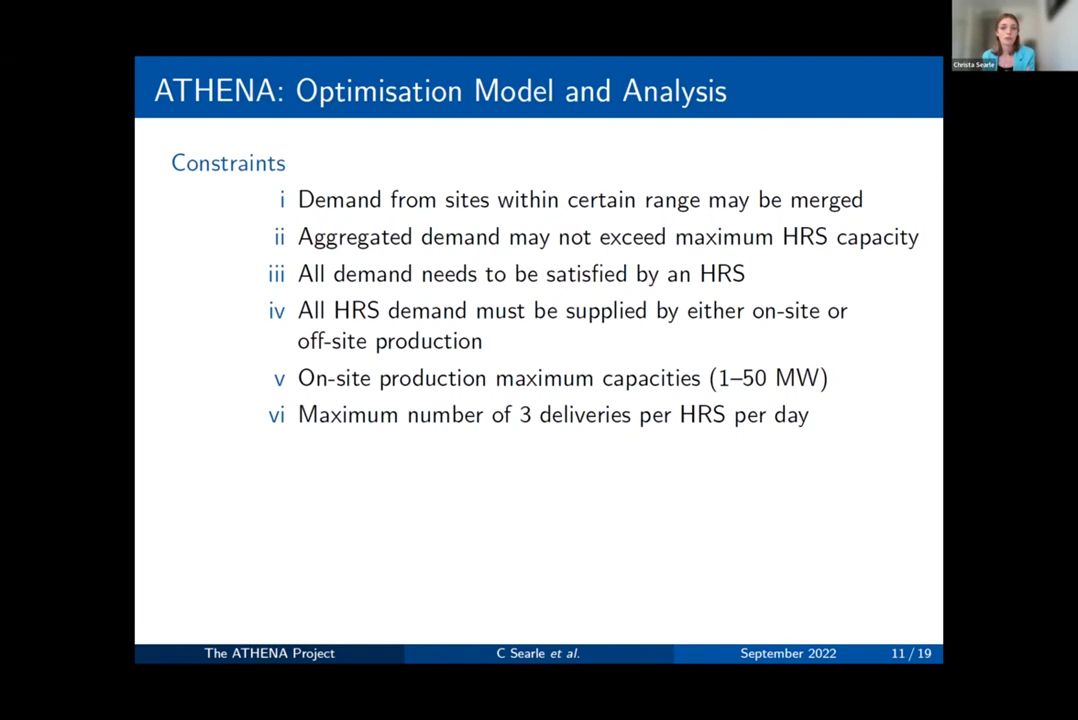 Christa Searle
ATHENA: Optimisation Model and Analysis
Constraints
i Demand from sites within certain range may be merged
ii Aggregated demand may not exceed maximum HRS capacity
iii All demand needs to be satisfied by an HRS
iv All HRS demand must be supplied by either on-site or
off-site production
v On-site production maximum capacities (1–50 MW)
vi Maximum number of 3 deliveries per HRS per day
The ATHENA Project C Searle et al. September 2022 11 / 19